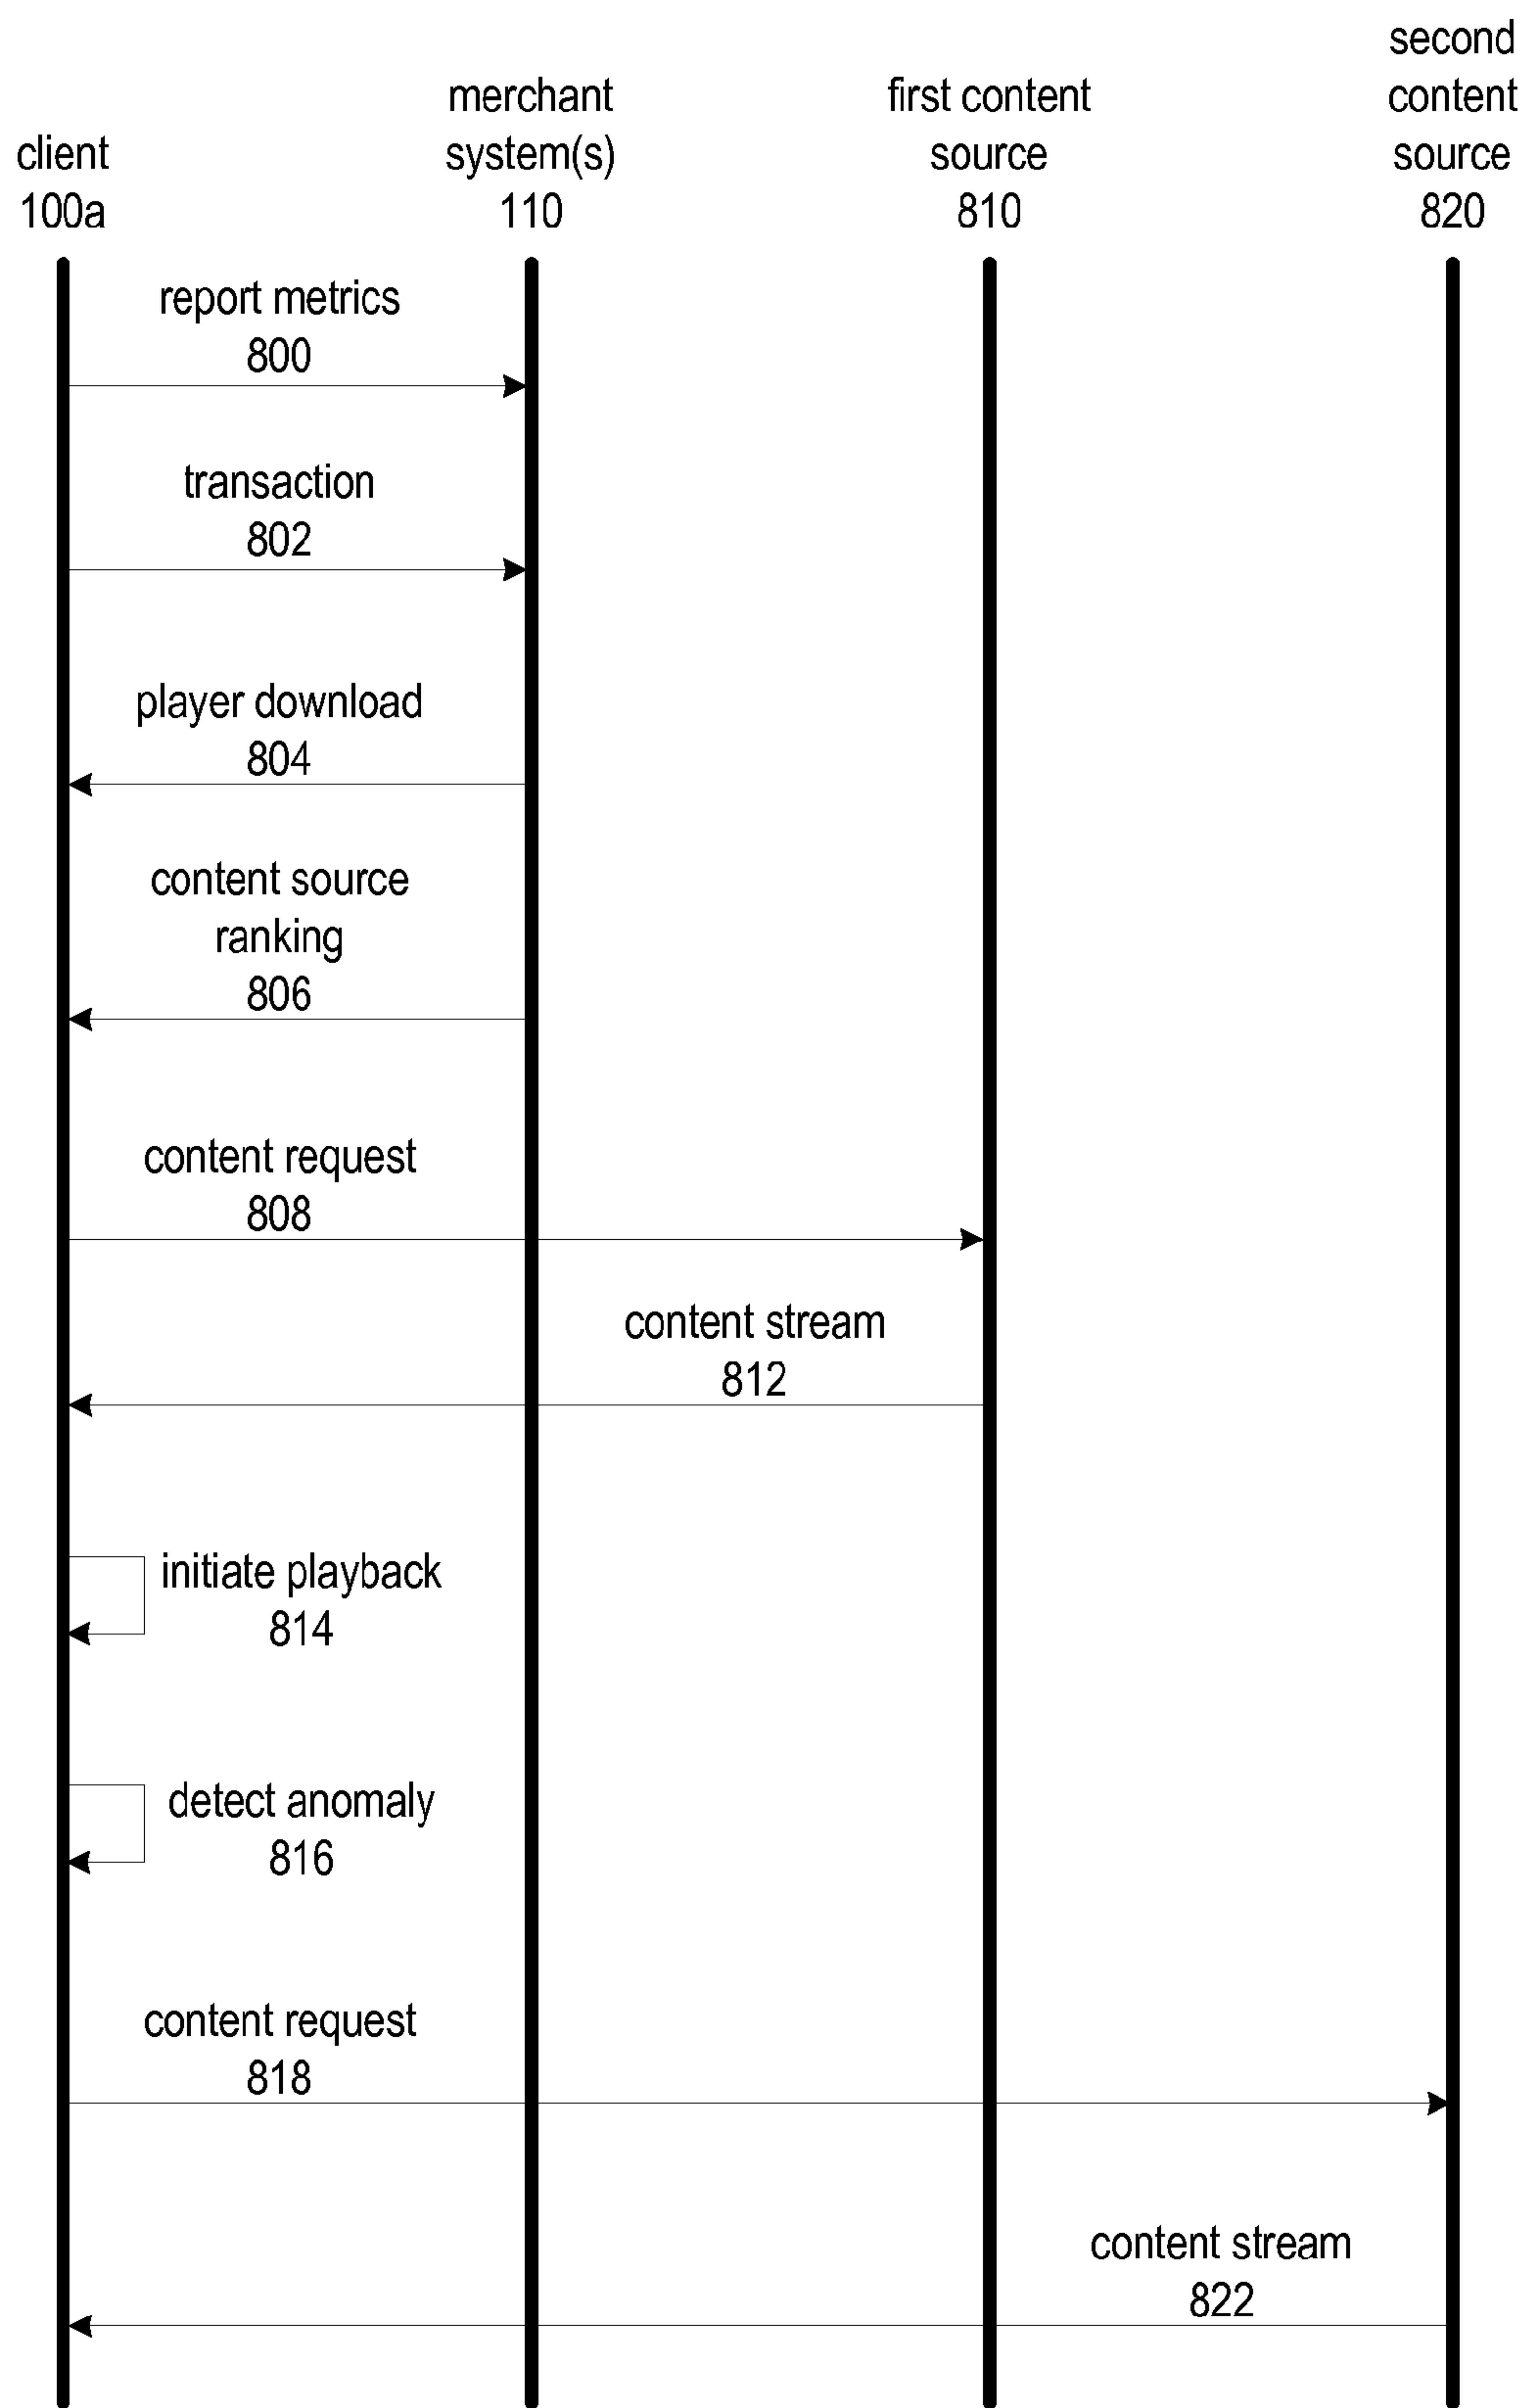 client
100a
merchant
system(s)
110
first content
source
810
second
content
source
820
report metrics
800
transaction
802
player download
804
content source
ranking
806
content request
808
content stream
812
initiate playback
814
detect anomaly
816
content request
818
content stream
822